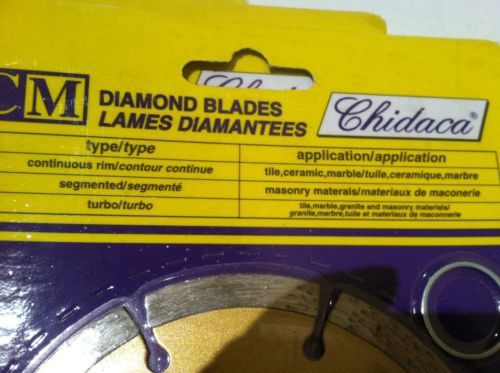 Chidaca
CM
DIAMOND BLADES
LAMES DIAMANTEES
Chidaca®
type/type
application/application
continuous rim/contour continue
tile,ceramic,marble/tuile,ceramique,marbre
segmented/segmenté
masonry materals/materiaux de maconerie
turbo/turbo
tile,marble,granite and masonry materials/
granite,marbre,tuile et materiaux de maconnerie